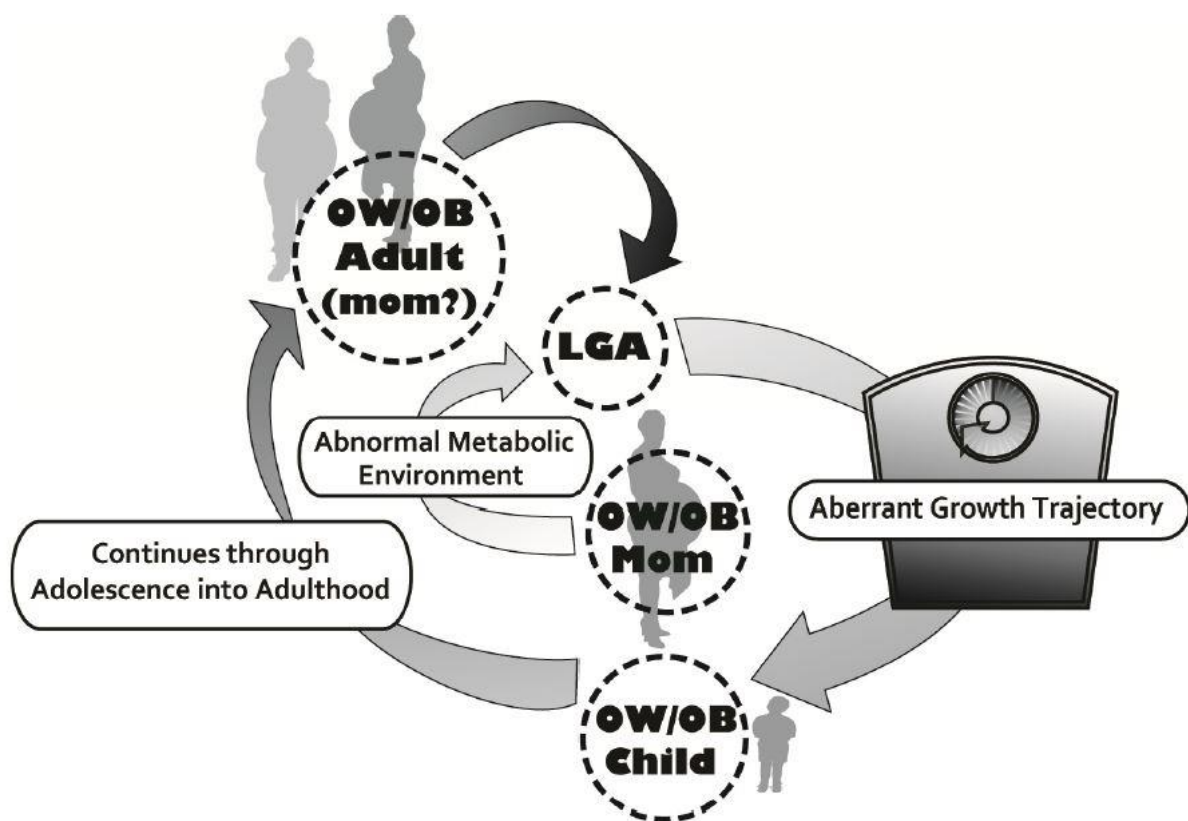 OW/OB
Adult
(mom?)
LGA
Abnormal Metabolic
Environment
OW/OB
Mom
Aberrant Growth Trajectory
Continues through
Adolescence into Adulthood
OW/OB
Child